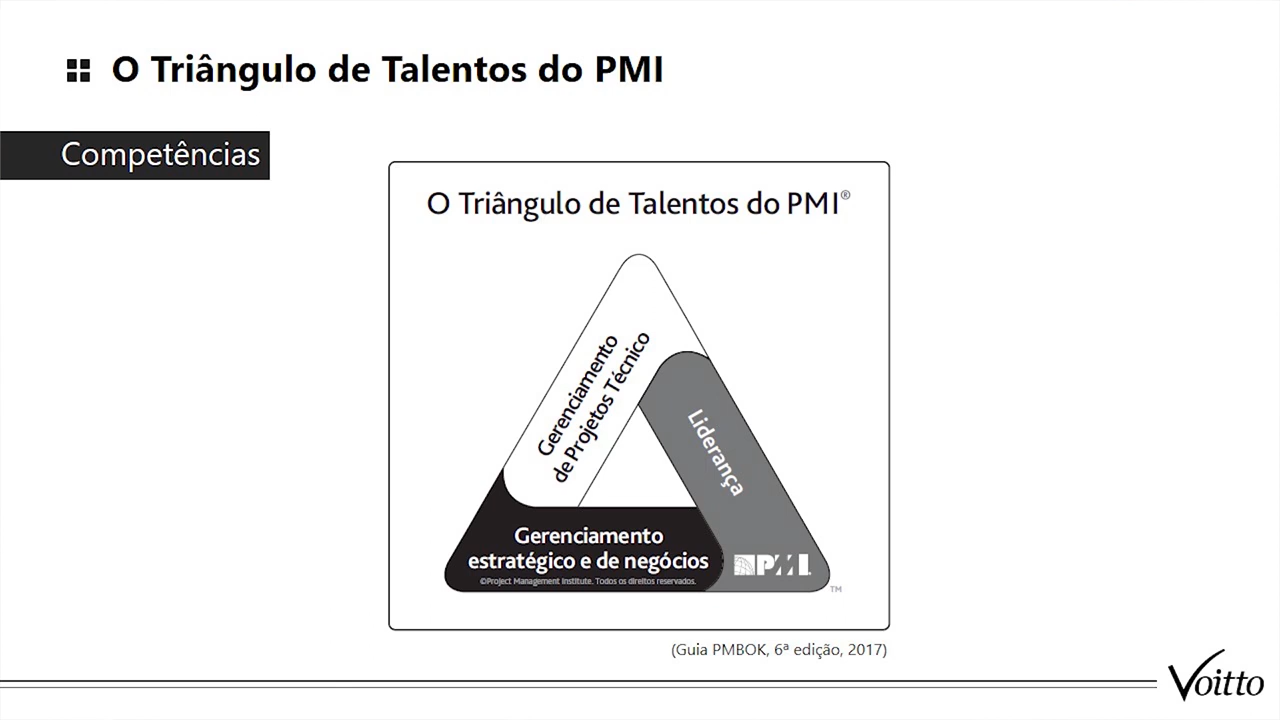 O Triângulo de Talentos do PMI
Competências
O Triângulo de Talentos do PMI®
Gerenciamento
de Projetos Técnico
Liderança
Gerenciamento
estratégico e de negócios
©Project Management Institute. Todos os direitos reservados.
PMI
TM
(Guia PMBOK, 6ª edição, 2017)
Voitto